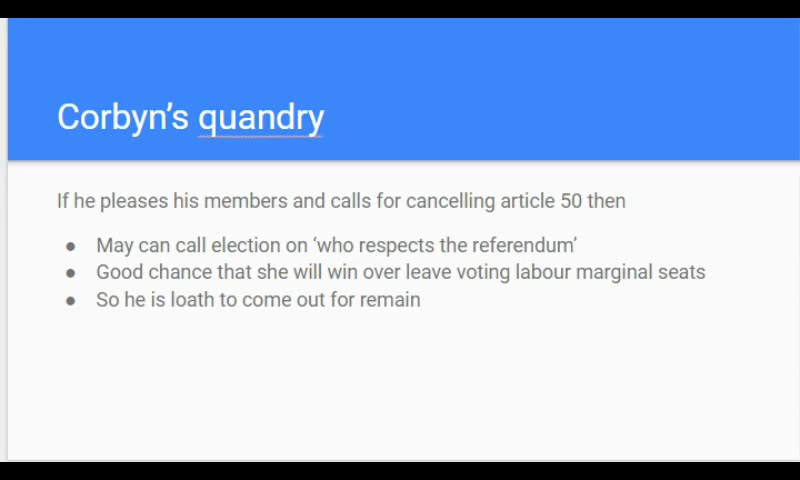 Corbyn’s quandry
If he pleases his members and calls for cancelling article 50 then
● May can call election on ‘who respects the referendum’
● Good chance that she will win over leave voting labour marginal seats
● So he is loath to come out for remain